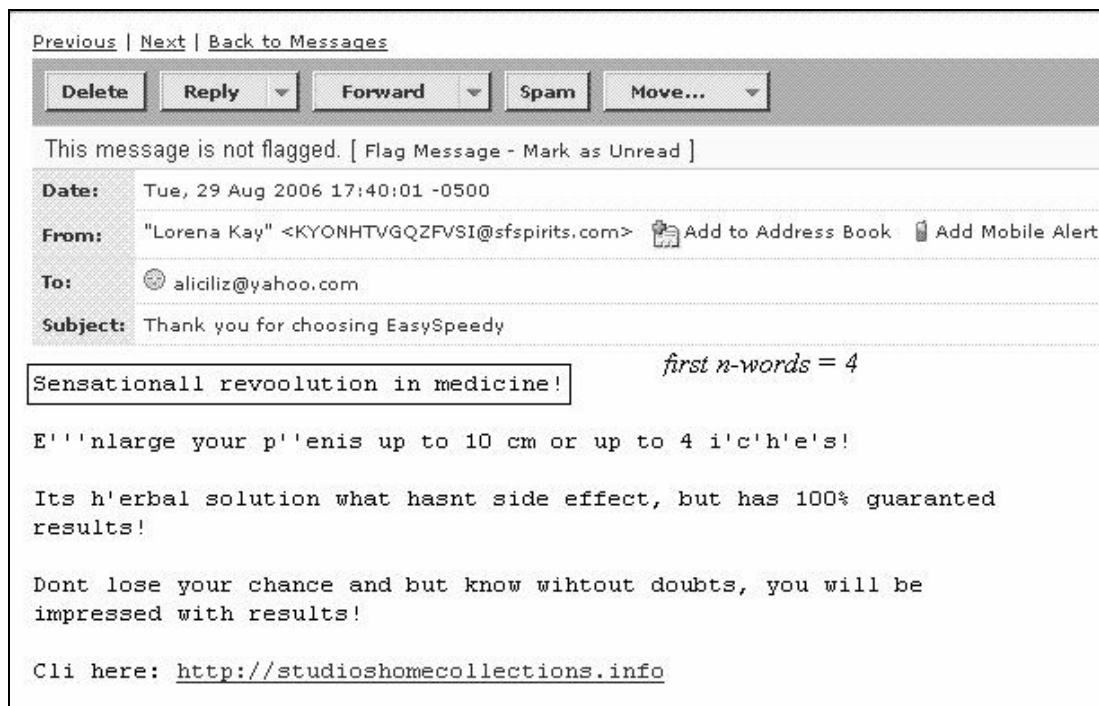 Previous | Next | Back to Messages
Delete Reply Forward Spam Move...
This message is not flagged. [ Flag Message - Mark as Unread ]
Date: Tue, 29 Aug 2006 17:40:01 -0500
From: "Lorena Kay" <KYONHTVGQZFVSI@sfspirits.com> Add to Address Book Add Mobile Alert
To: aliciliz@yahoo.com
Subject: Thank you for choosing EasySpeedy
first n-words = 4
Sensationall revoolution in medicine!
E'''nlarge your p''enis up to 10 cm or up to 4 i'c'h'e's!
Its h'erbal solution what hasnt side effect, but has 100% guaranted
results!
Dont lose your chance and but know wihtout doubts, you will be
impressed with results!
Cli here: http://studioshomecollections.info